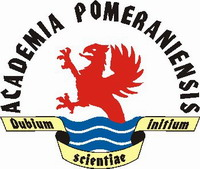 ACADEMIA POMERANIENSIS
Dubium initium
scientiae